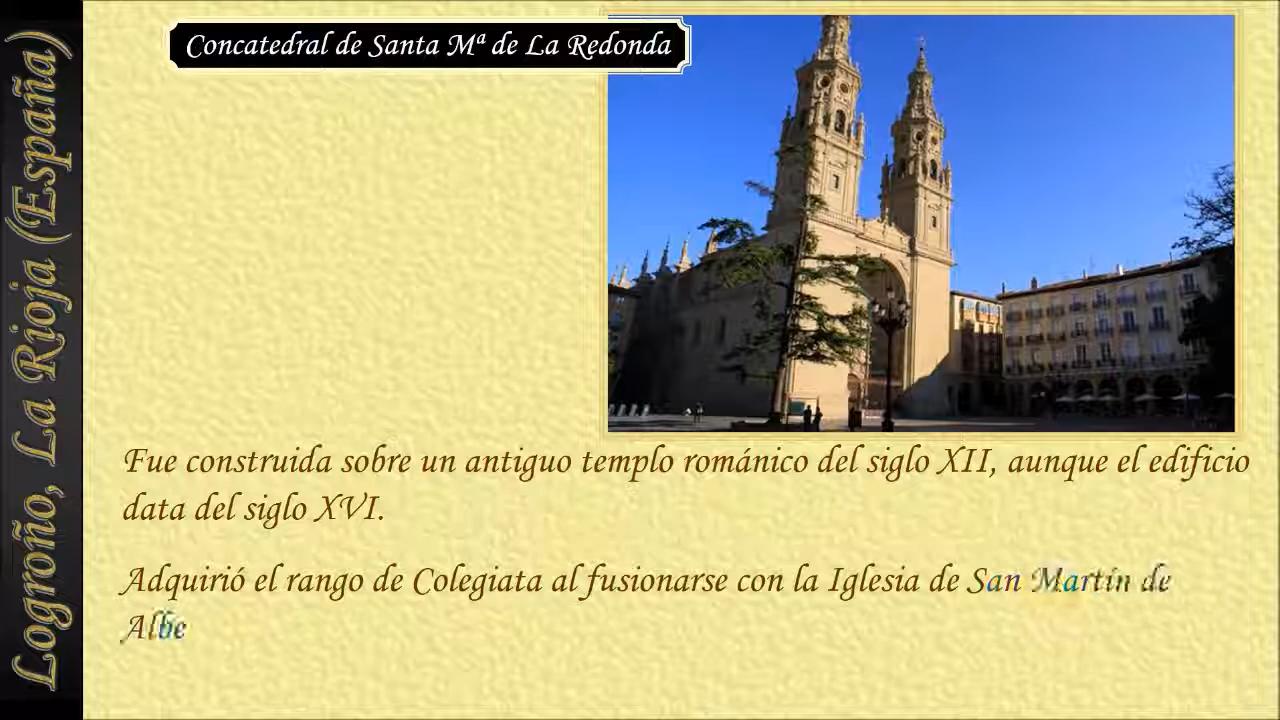 Concatedral de Santa Mª de La Redonda
Logroño, La Rioja (España)
Fue construida sobre un antiguo templo románico del siglo XII, aunque el edificio
data del siglo XVI.
Adquirió el rango de Colegiata al fusionarse con la Iglesia de San Martín de
Albe